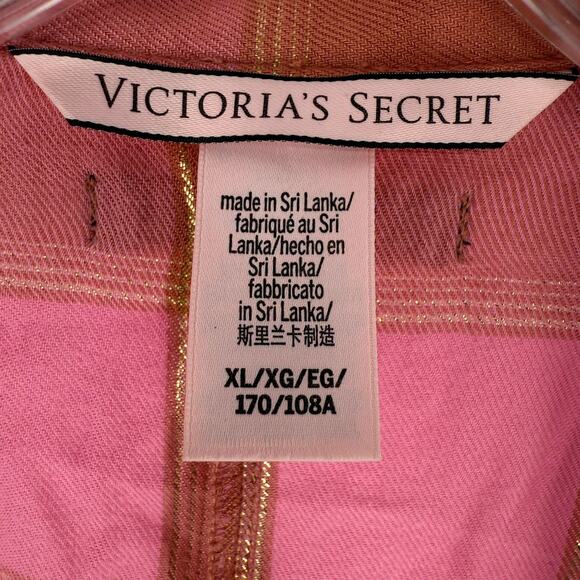 VICTORIA'S SECRET
made in Sri Lanka/
fabriqué au Sri
Lanka/hecho en
Sri Lanka/
fabbricato
in Sri Lanka/
斯里兰卡制造
XL/XG/EG/
170/108A